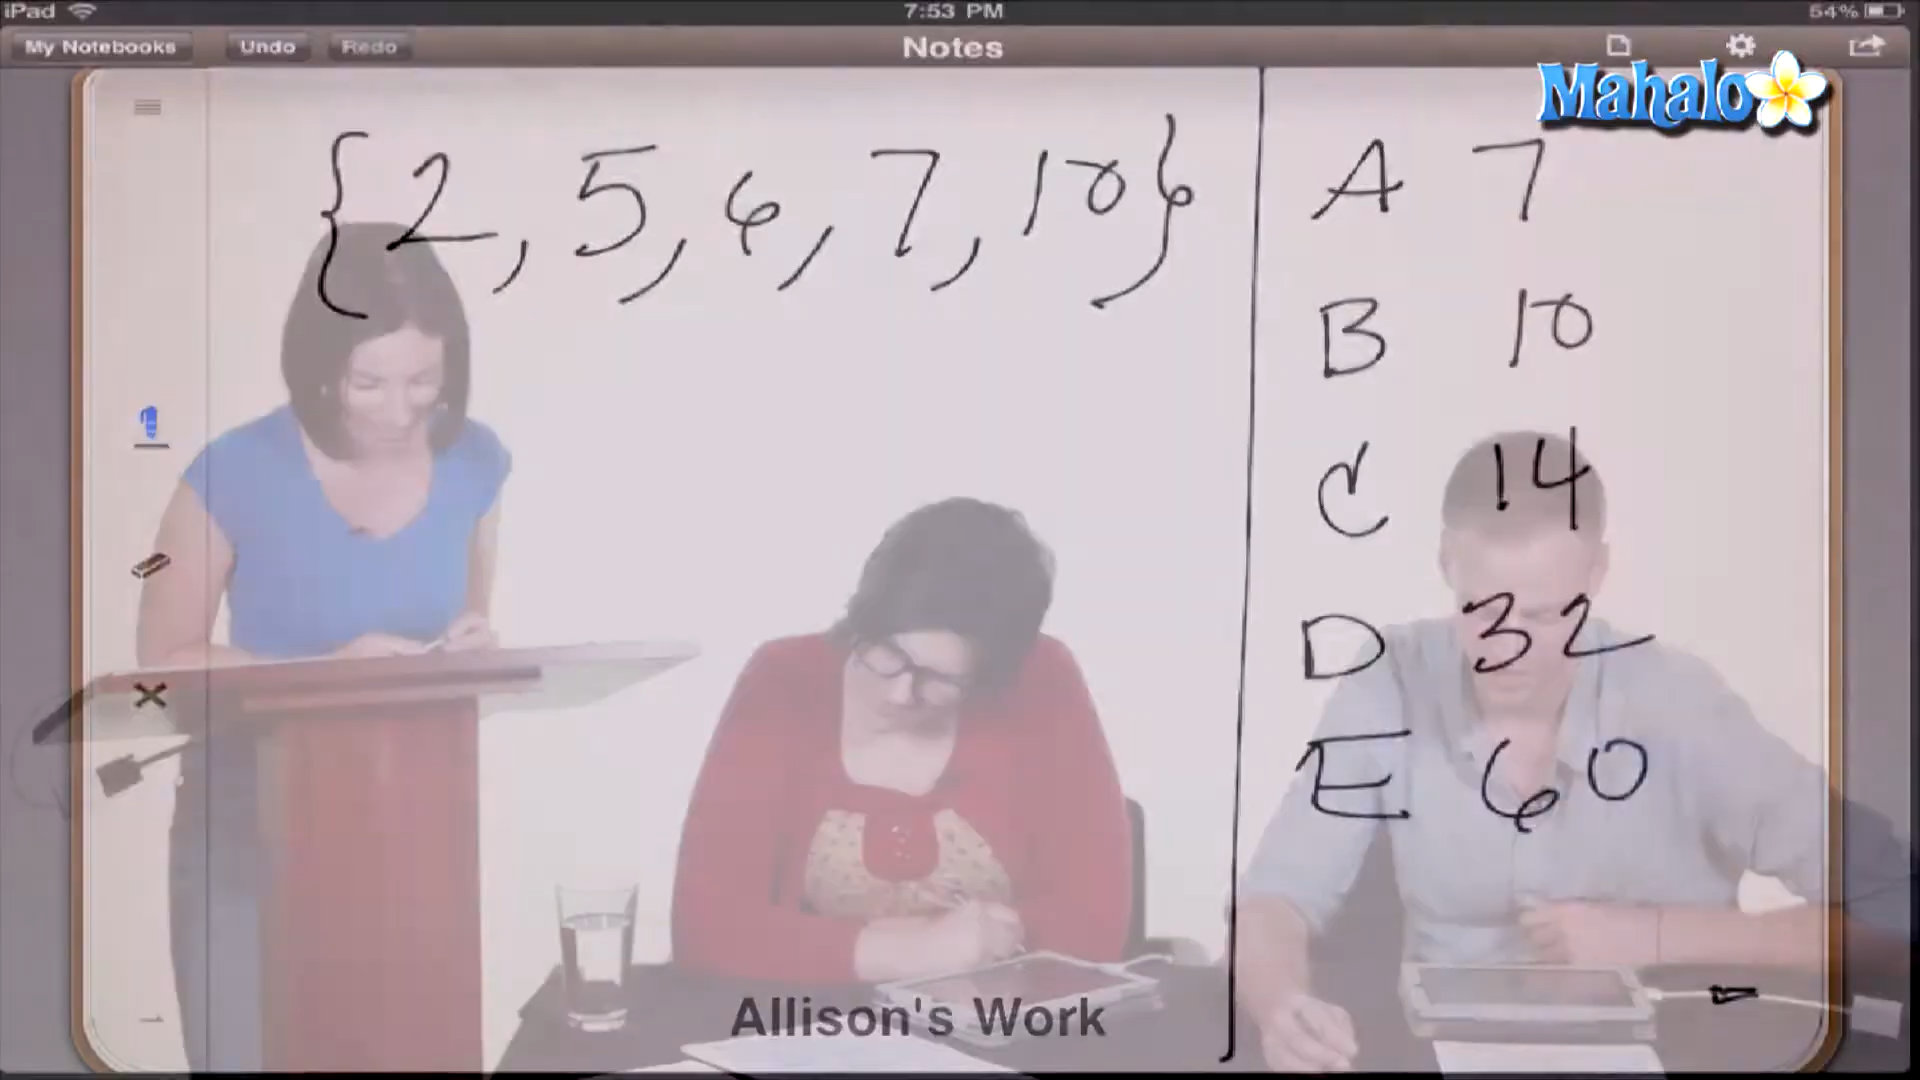 iPad 7:53 PM 54%
My Notebooks Undo Redo Notes
Mahalo
{2, 5, 6, 7, 10}
A 7
B 10
C 14
D 32
E 60
Allison's Work